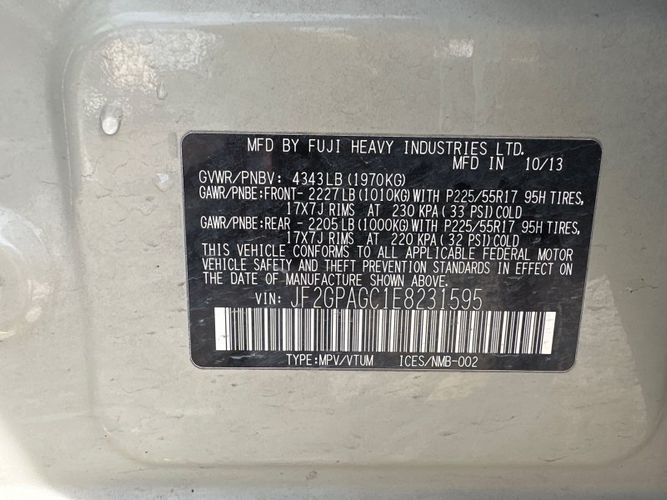 MFD BY FUJI HEAVY INDUSTRIES LTD.
MFD IN 10/13
GVWR/PNBV: 4343LB(1970KG)
GAWR/PNBE:FRONT- 2227LB(1010KG)WITH P225/55R17 95H TIRES,
17X7J RIMS AT 230 KPA(33 PSI)COLD
GAWR/PNBE:REAR - 2205LB(1000KG)WITH P225/55R17 95H TIRES,
17X7J RIMS AT 220 KPA(32 PSI)COLD
THIS VEHICLE CONFORMS TO ALL APPLICABLE FEDERAL MOTOR
VEHICLE SAFETY AND THEFT PREVENTION STANDARDS IN EFFECT ON
THE DATE OF MANUFACTURE SHOWN ABOVE.
VIN: JF2GPAGC1E8231595
TYPE:MPV/VTUM ICES/NMB-002